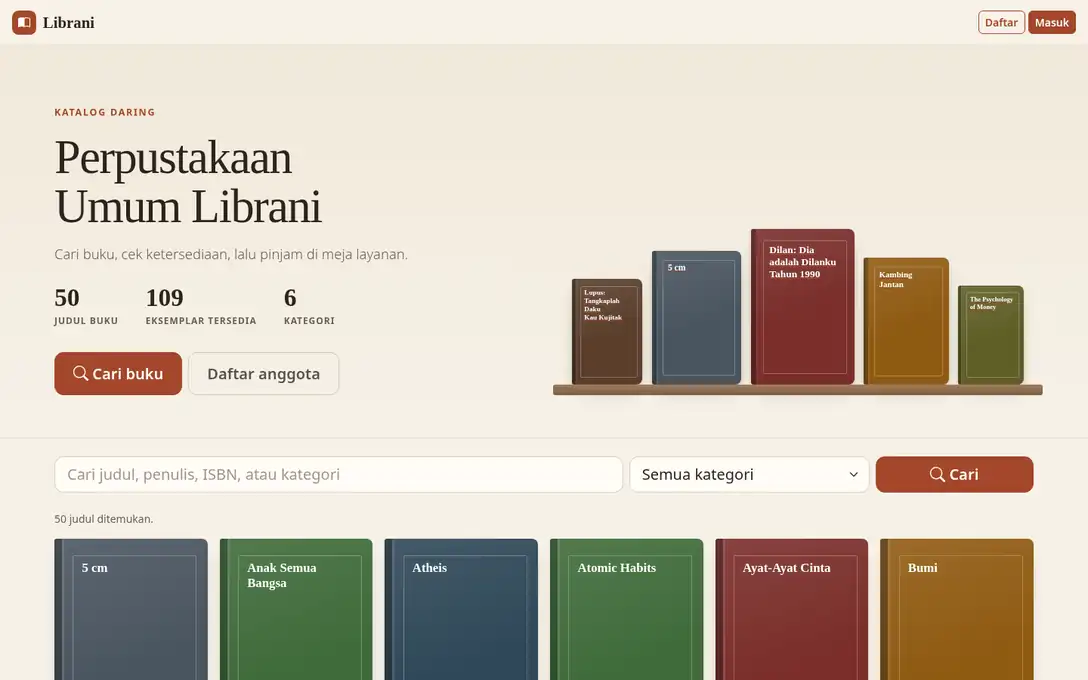 Librani
Daftar
Masuk
KATALOG DARING
Perpustakaan
Umum Librani
Cari buku, cek ketersediaan, lalu pinjam di meja layanan.
50
JUDUL BUKU
109
EKSEMPLAR TERSEDIA
6
KATEGORI
Cari buku
Daftar anggota
Lupus:
Tangkaplah
Daku
Kau Kujitak
5 cm
Dilan: Dia
adalah Dilanku
Tahun 1990
Kambing
Jantan
The Psychology
of Money
Cari judul, penulis, ISBN, atau kategori
Semua kategori
Cari
50 judul ditemukan.
5 cm
Anak Semua
Bangsa
Atheis
Atomic Habits
Ayat-Ayat Cinta
Bumi